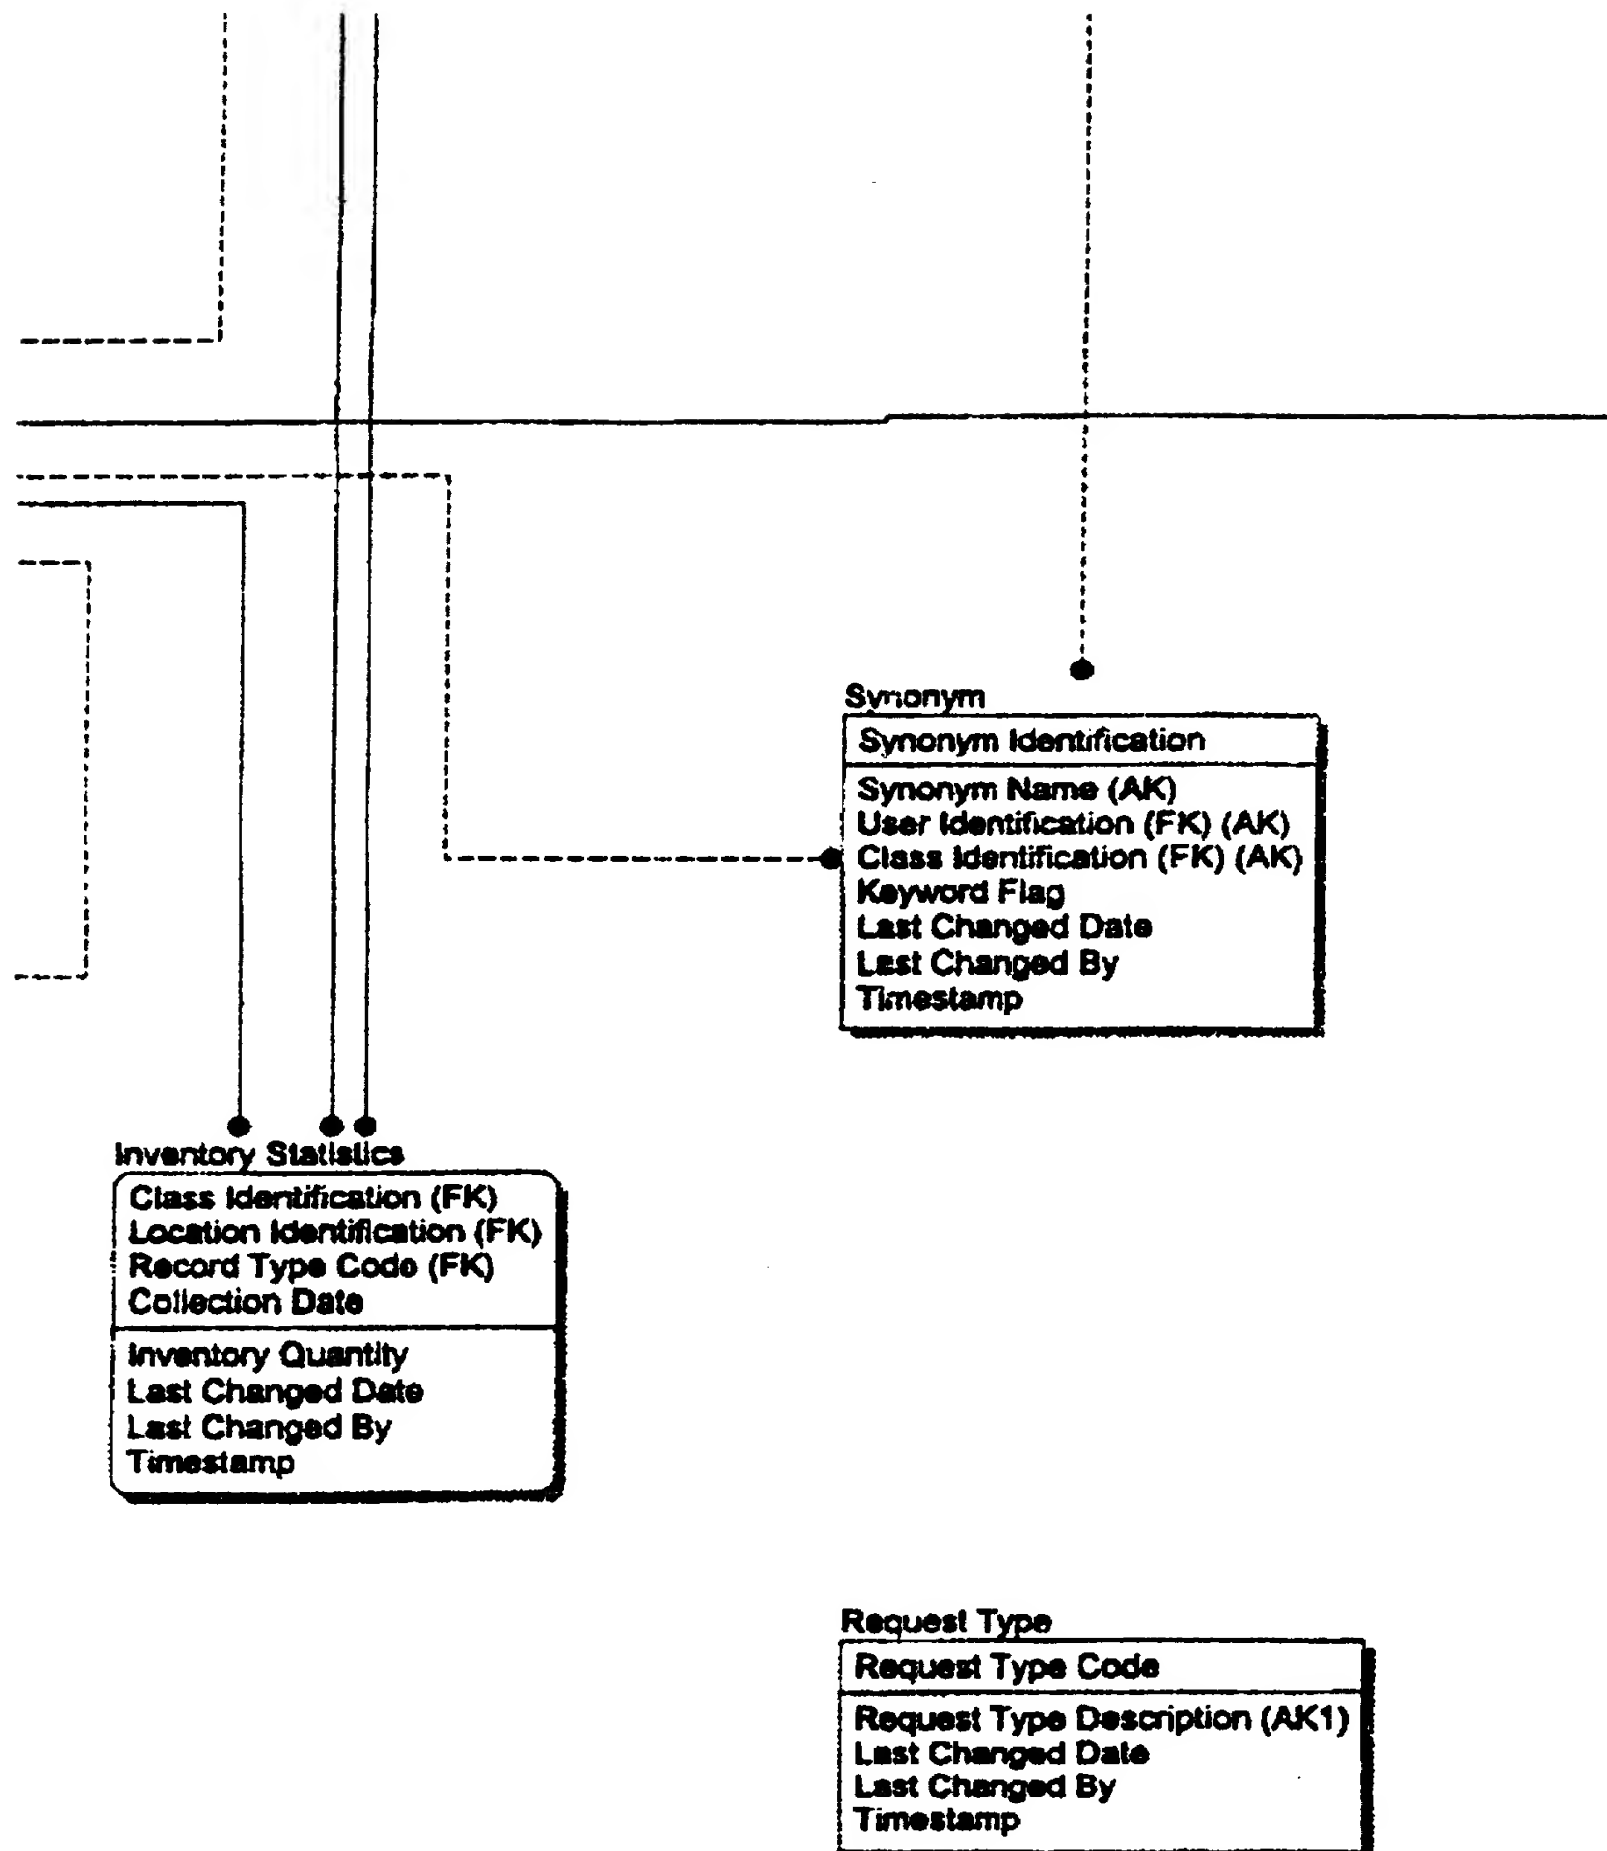 Synonym
Synonym Identification
Synonym Name (AK)
User Identification (FK) (AK)
Class Identification (FK) (AK)
Keyword Flag
Last Changed Date
Last Changed By
Timestamp
Inventory Statistics
Class Identification (FK)
Location Identification (FK)
Record Type Code (FK)
Collection Date
Inventory Quantity
Last Changed Date
Last Changed By
Timestamp
Request Type
Request Type Code
Request Type Description (AK1)
Last Changed Date
Last Changed By
Timestamp